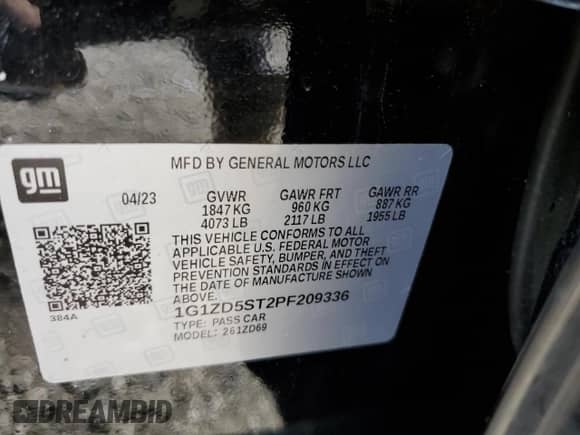 gm
MFD BY GENERAL MOTORS LLC
04/23 GVWR GAWR FRT GAWR RR
1847 KG 960 KG 887 KG
4073 LB 2117 LB 1955 LB
THIS VEHICLE CONFORMS TO ALL
APPLICABLE U.S. FEDERAL MOTOR
VEHICLE SAFETY, BUMPER, AND THEFT
PREVENTION STANDARDS IN EFFECT ON
THE DATE OF MANUFACTURE SHOWN
ABOVE.
384A
1G1ZD5ST2PF209336
TYPE: PASS CAR
MODEL: 261ZD69
DREAMBID